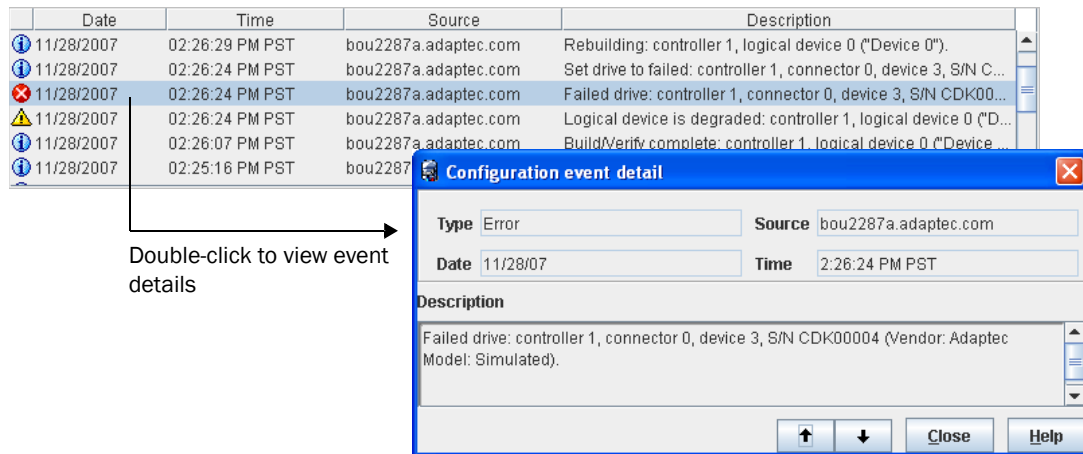 Date Time Source Description
11/28/2007 02:26:29 PM PST bou2287a.adaptec.com Rebuilding: controller 1, logical device 0 ("Device 0").
11/28/2007 02:26:24 PM PST bou2287a.adaptec.com Set drive to failed: controller 1, connector 0, device 3, S/N C...
11/28/2007 02:26:24 PM PST bou2287a.adaptec.com Failed drive: controller 1, connector 0, device 3, S/N CDK00...
11/28/2007 02:26:24 PM PST bou2287a.adaptec.com Logical device is degraded: controller 1, logical device 0 ("D...
11/28/2007 02:26:07 PM PST bou2287a.adaptec.com Build/Verify complete: controller 1, logical device 0 ("Device ...
11/28/2007 02:25:16 PM PST bou2287
Configuration event detail
Type Error Source bou2287a.adaptec.com
Date 11/28/07 Time 2:26:24 PM PST
Description
Failed drive: controller 1, connector 0, device 3, S/N CDK00004 (Vendor: Adaptec
Model: Simulated).
Close Help
Double-click to view event
details